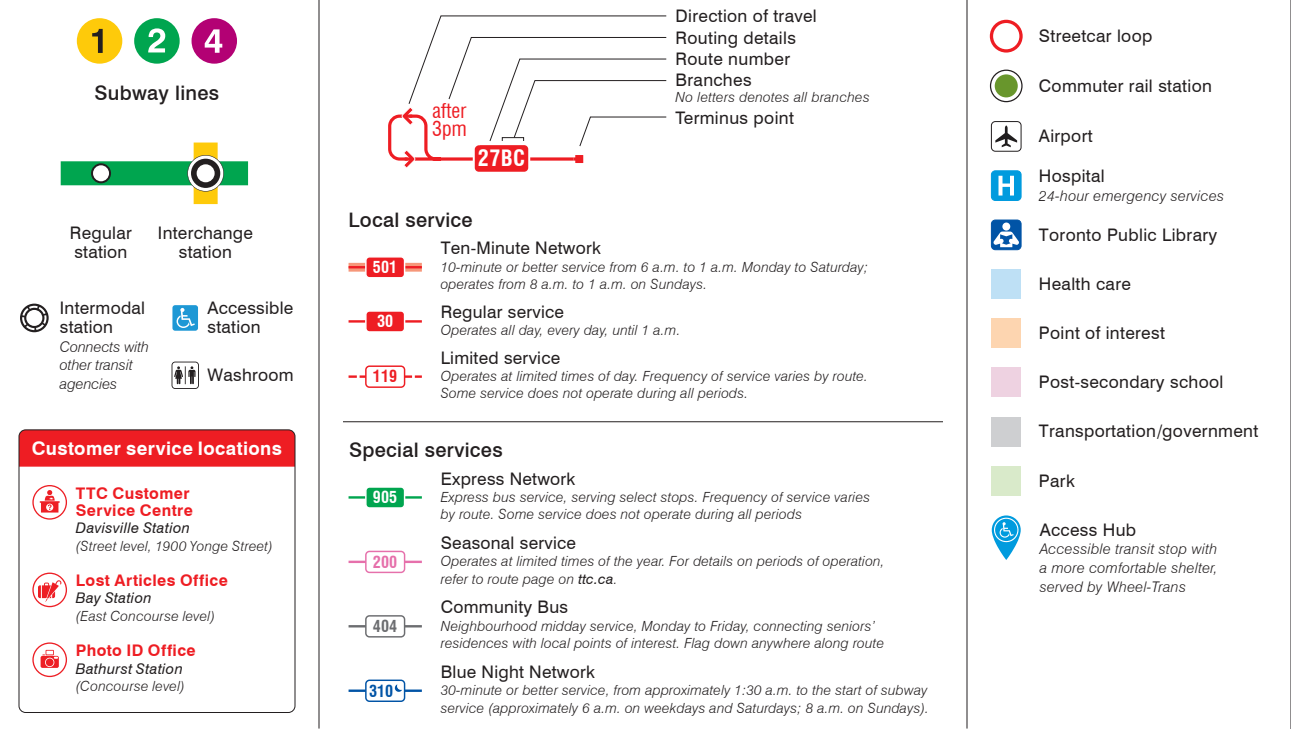 1 2 4
Subway lines
Regular
station
Interchange
station
Intermodal
station
Connects with
other transit
agencies
Accessible
station
Washroom
Customer service locations
?
TTC Customer
Service Centre
Davisville Station
(Street level, 1900 Yonge Street)
Lost Articles Office
Bay Station
(East Concourse level)
Photo ID Office
Bathurst Station
(Concourse level)
Direction of travel
Routing details
Route number
Branches
No letters denotes all branches
Terminus point
after
3pm
27BC
Local service
501
Ten-Minute Network
10-minute or better service from 6 a.m. to 1 a.m. Monday to Saturday;
operates from 8 a.m. to 1 a.m. on Sundays.
30
Regular service
Operates all day, every day, until 1 a.m.
119
Limited service
Operates at limited times of day. Frequency of service varies by route.
Some service does not operate during all periods.
Special services
905
Express Network
Express bus service, serving select stops. Frequency of service varies
by route. Some service does not operate during all periods
200
Seasonal service
Operates at limited times of the year. For details on periods of operation,
refer to route page on ttc.ca.
404
Community Bus
Neighbourhood midday service, Monday to Friday, connecting seniors’
residences with local points of interest. Flag down anywhere along route
310
Blue Night Network
30-minute or better service, from approximately 1:30 a.m. to the start of subway
service (approximately 6 a.m. on weekdays and Saturdays; 8 a.m. on Sundays).
Streetcar loop
Commuter rail station
Airport
H
Hospital
24-hour emergency services
Toronto Public Library
Health care
Point of interest
Post-secondary school
Transportation/government
Park
Access Hub
Accessible transit stop with
a more comfortable shelter,
served by Wheel-Trans